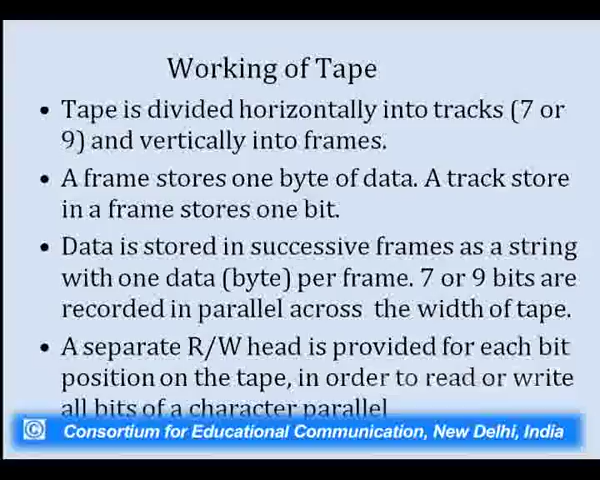 Working of Tape
• Tape is divided horizontally into tracks (7 or
9) and vertically into frames.
• A frame stores one byte of data. A track store
in a frame stores one bit.
• Data is stored in successive frames as a string
with one data (byte) per frame. 7 or 9 bits are
recorded in parallel across the width of tape.
• A separate R/W head is provided for each bit
position on the tape, in order to read or write
all bits of a character parallel
© Consortium for Educational Communication, New Delhi, India